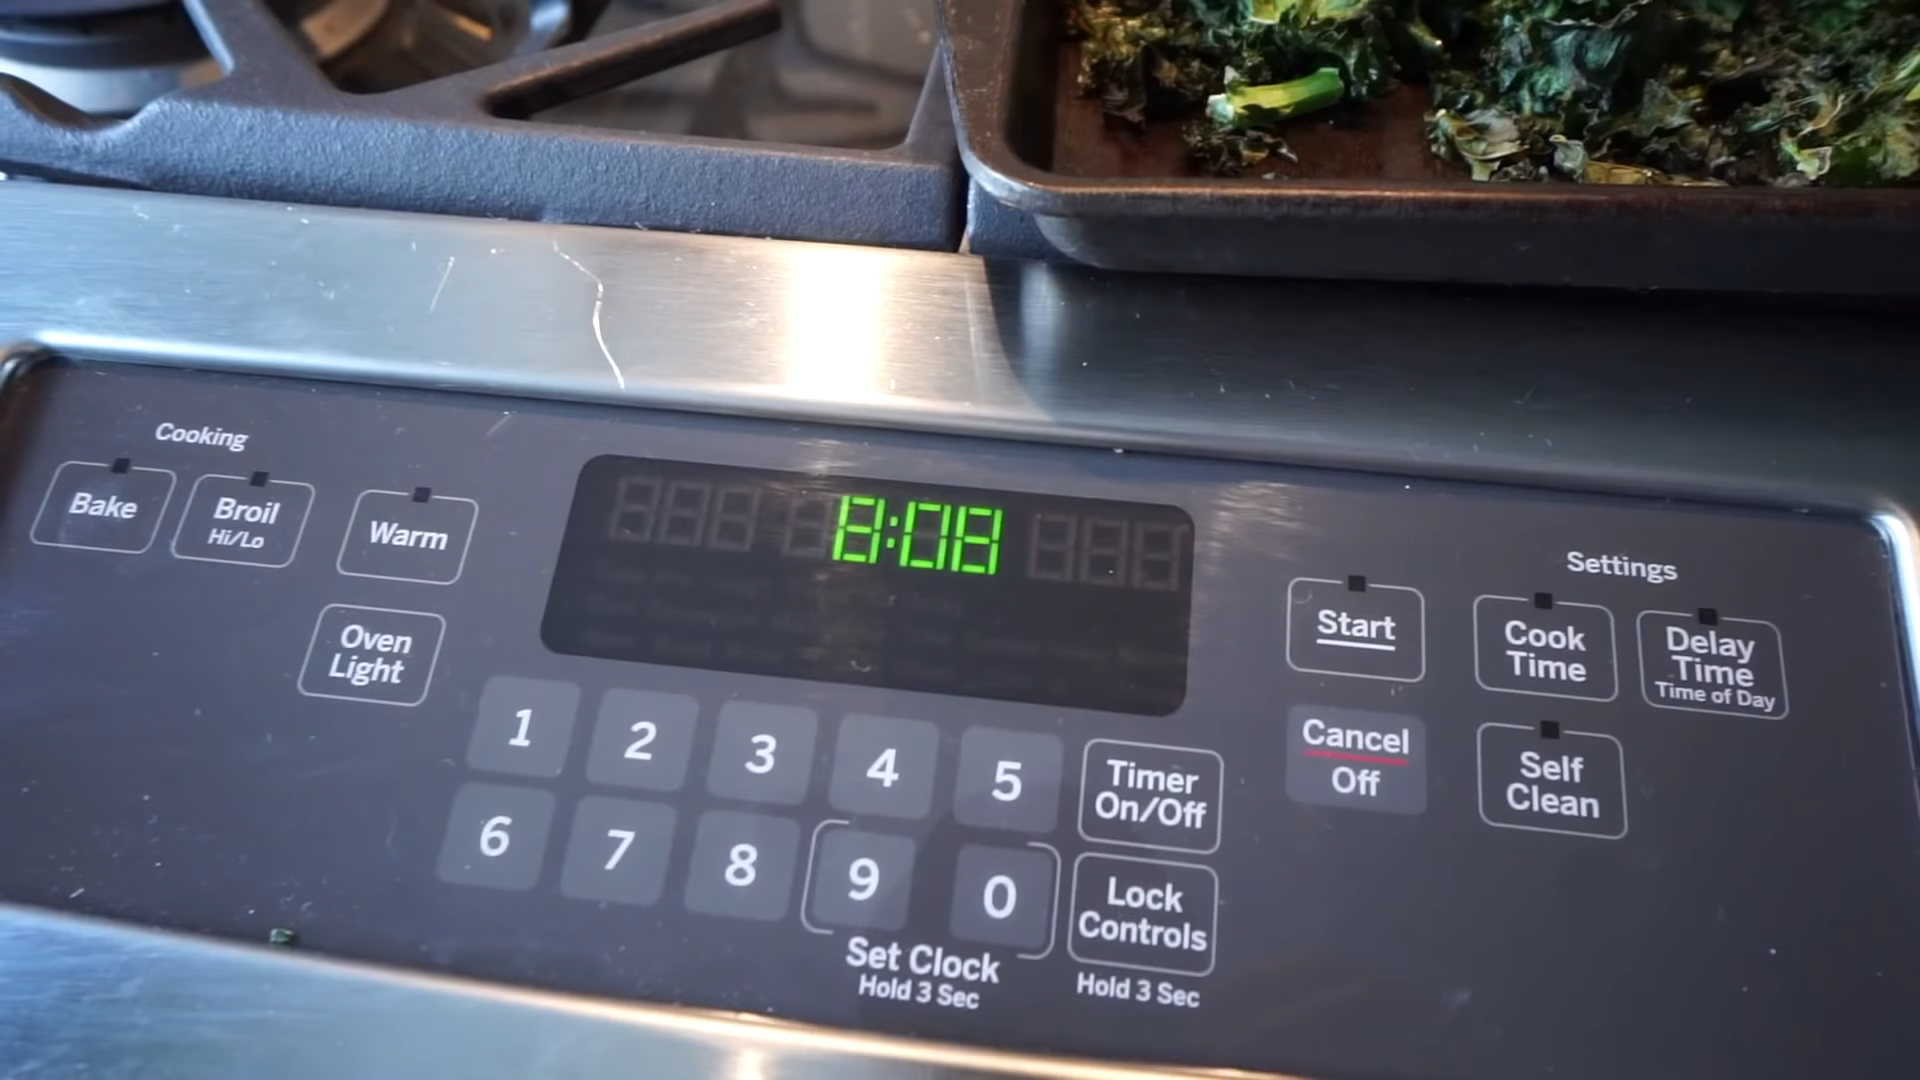 Cooking
Bake
Broil
Hi/Lo
Warm
Oven
Light
8:08
1
2
3
4
5
6
7
8
9
0
Set Clock
Hold 3 Sec
Timer
On/Off
Lock
Controls
Hold 3 Sec
Start
Cancel
Off
Settings
Cook
Time
Delay
Time
Time of Day
Self
Clean